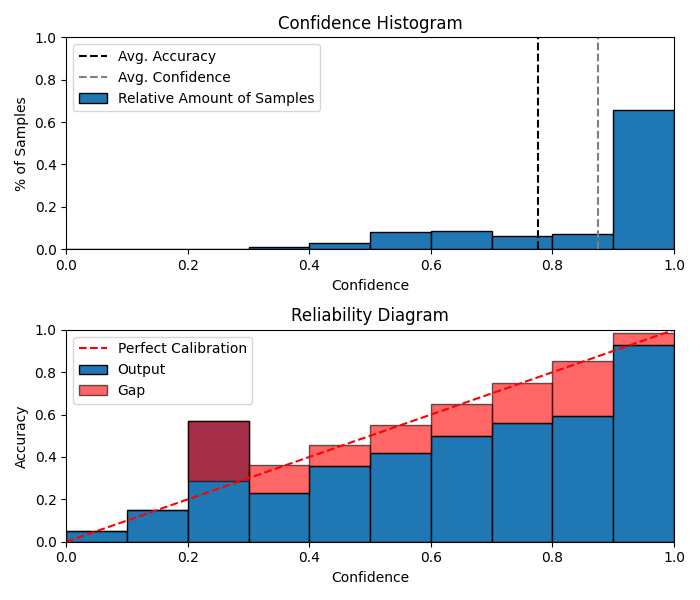 Confidence Histogram
1.0
0.8
0.6
0.4
0.2
0.0
% of Samples
Avg. Accuracy
Avg. Confidence
Relative Amount of Samples
0.0 0.2 0.4 0.6 0.8 1.0
Confidence
Reliability Diagram
1.0
0.8
0.6
0.4
0.2
0.0
Accuracy
Perfect Calibration
Output
Gap
0.0 0.2 0.4 0.6 0.8 1.0
Confidence